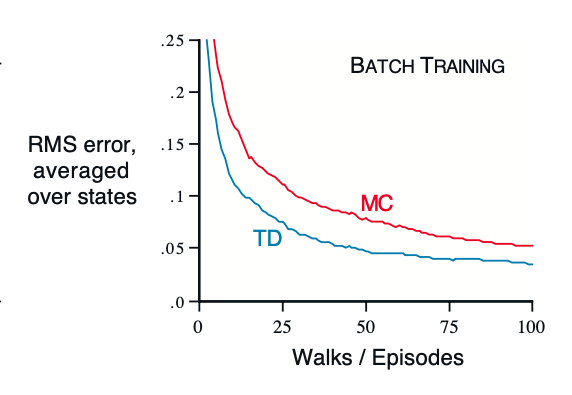 .25
BATCH TRAINING
.2
RMS error,
averaged
over states
.15
.1
MC
TD
.05
.0
0 25 50 75 100
Walks / Episodes